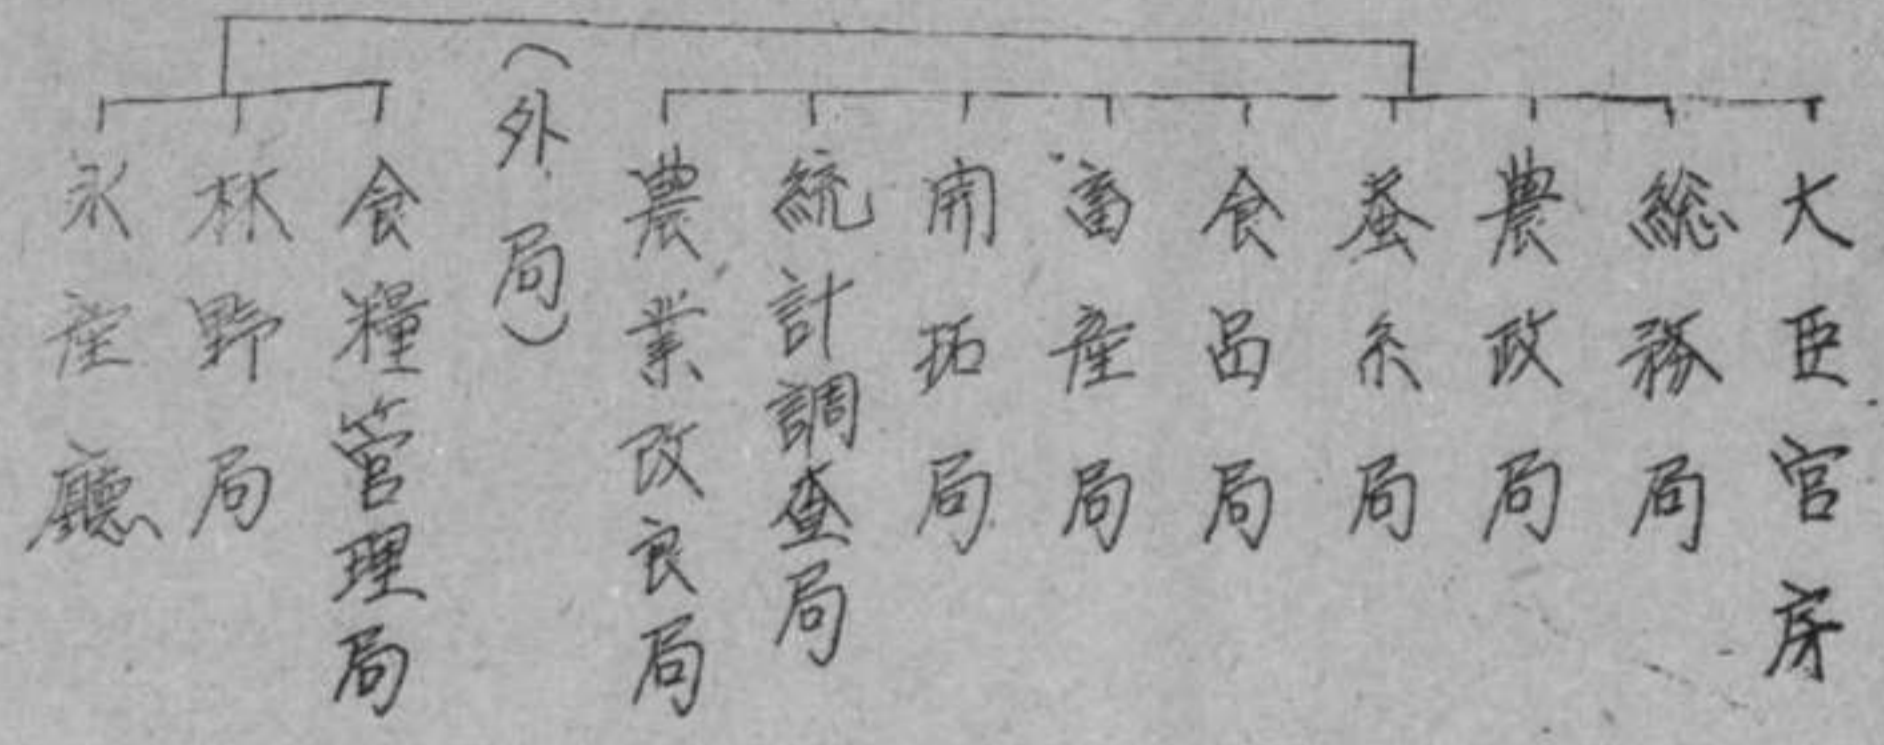 大臣官房
総務局
農政局
蚕糸局
食品局
畜産局
開拓局
統計調査局
農業改良局
（外局）
食糧管理局
林野局
水産廳